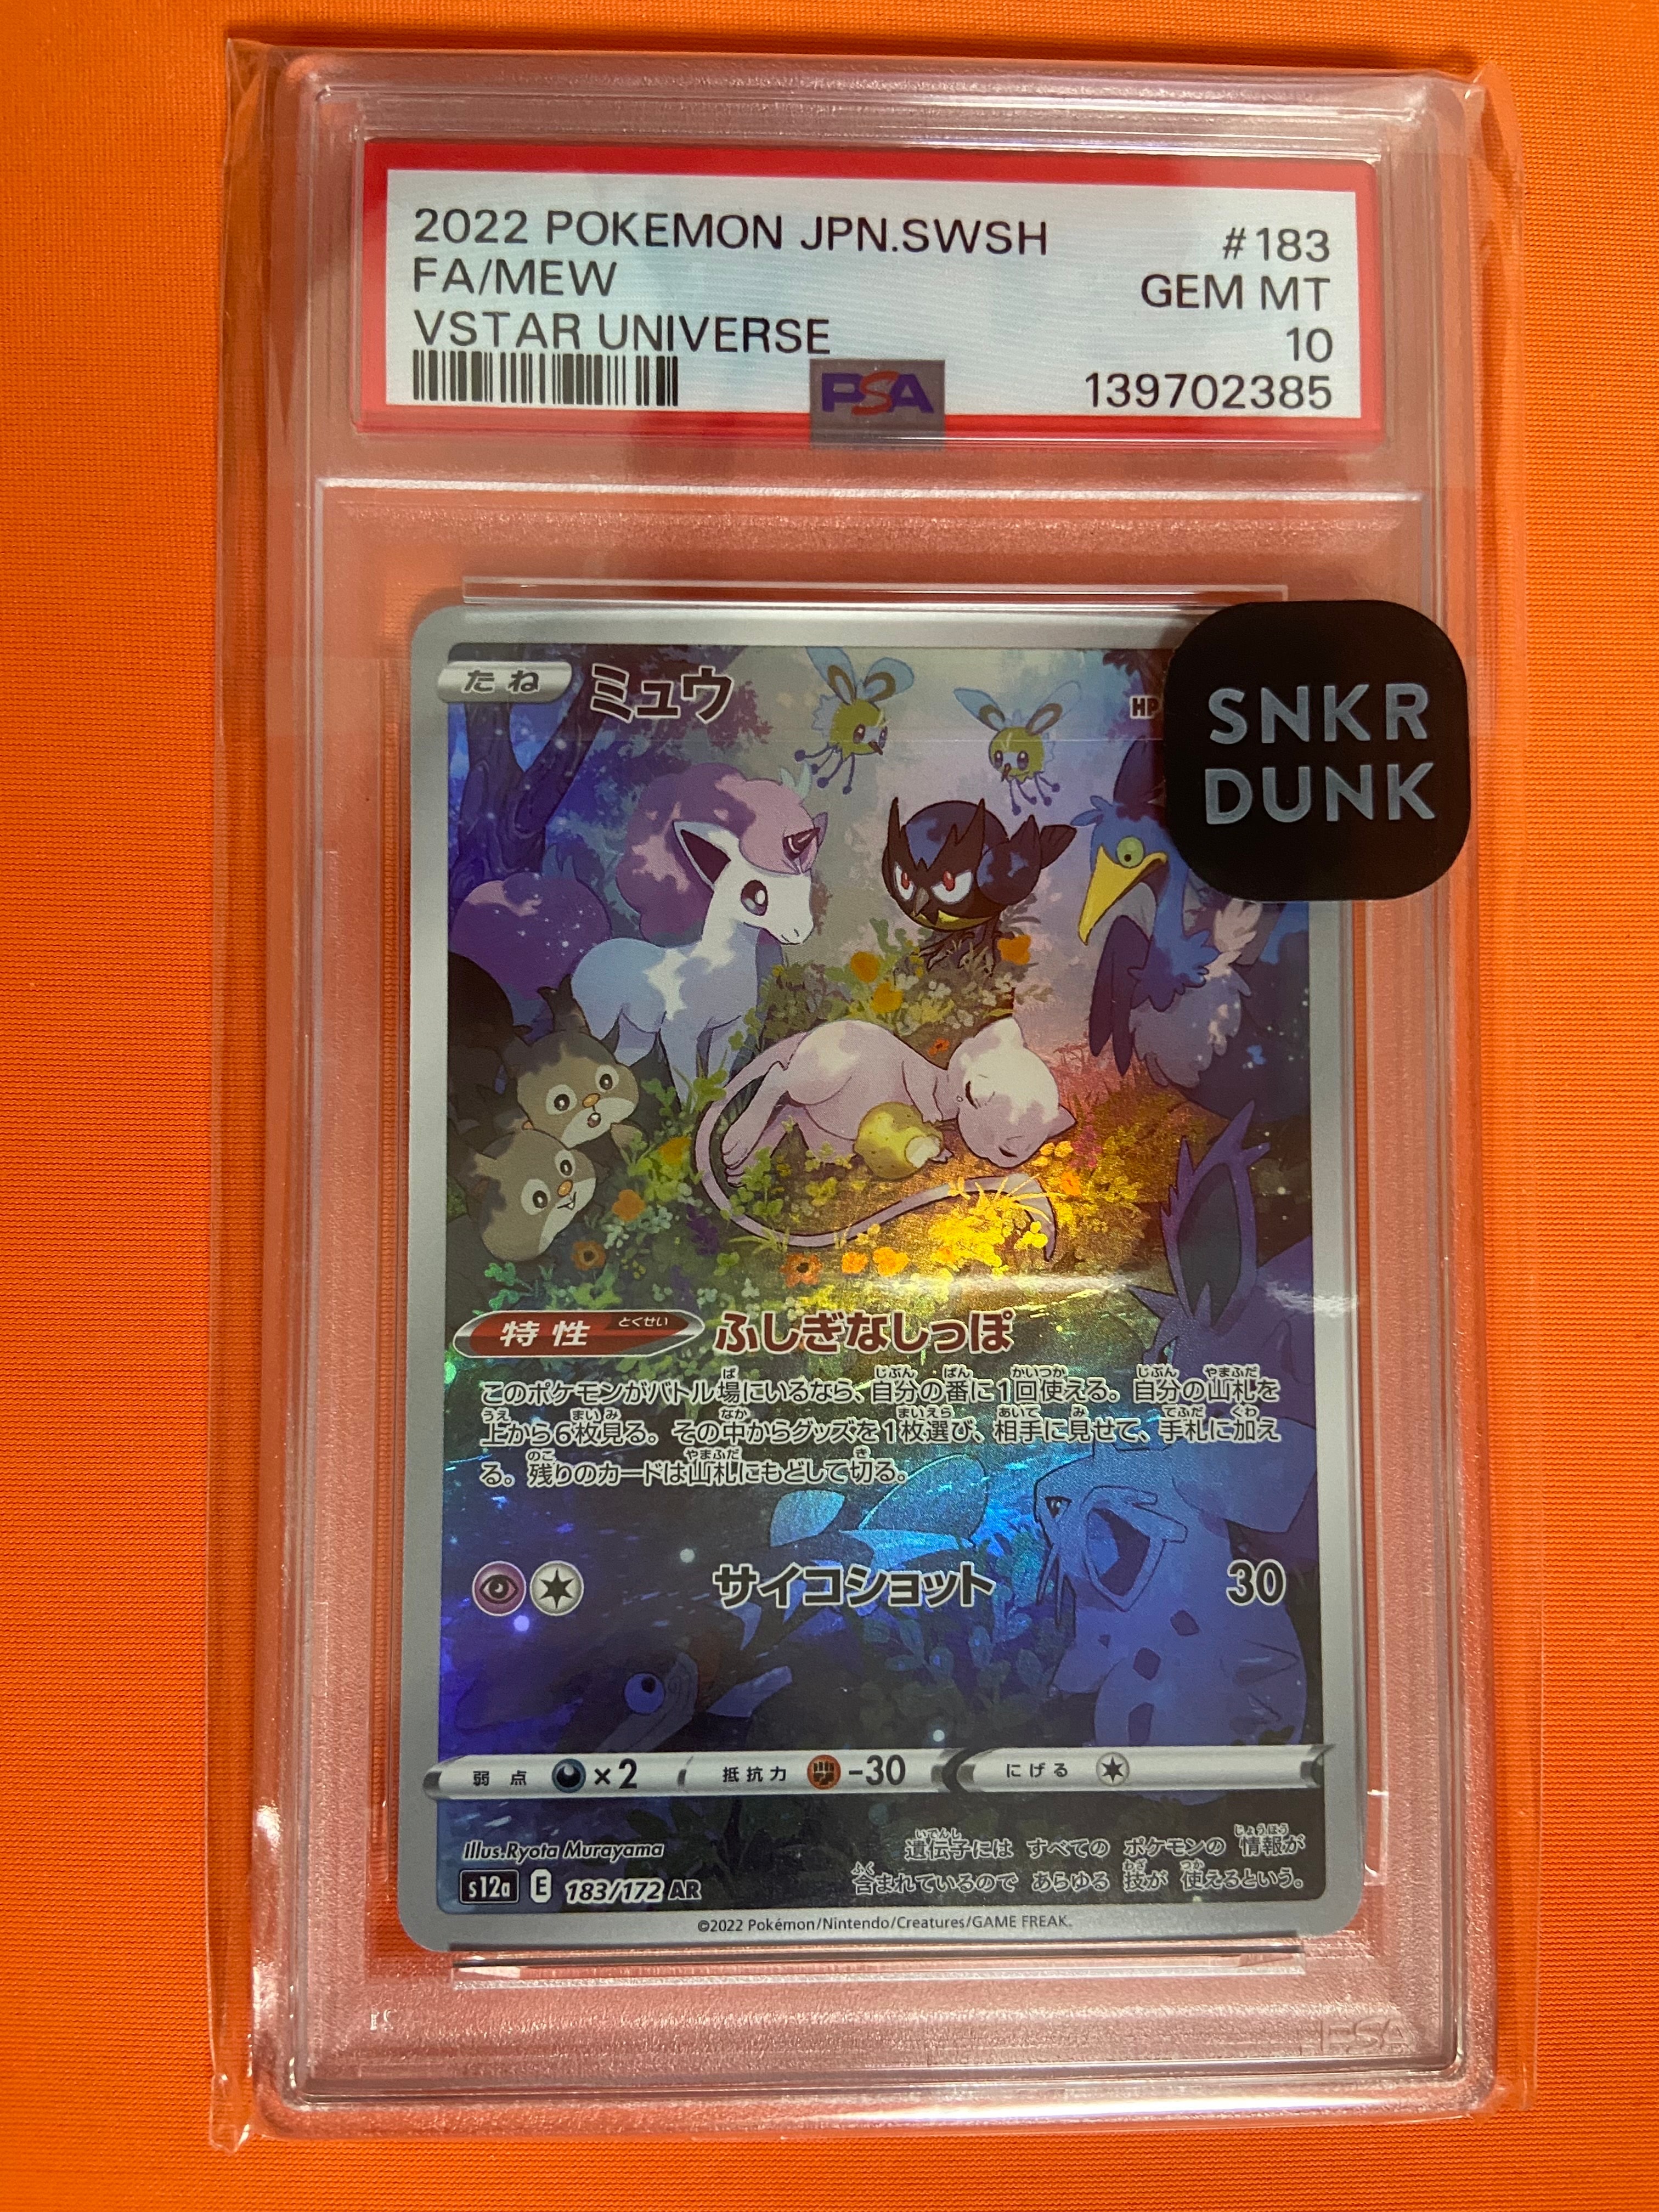 2022 POKEMON JPN.SWSH #183
FA/MEW GEM MT
VSTAR UNIVERSE 10
PSA 139702385
SNKR
DUNK
たね ミュウ HP
特性 とくせい ふしぎなしっぽ
このポケモンがバトル場にいるなら、自分の番に1回使える。自分の山札を
上から6枚見る。その中からグッズを1枚選び、相手に見せて、手札に加え
る。残りのカードは山札にもどして切る。
サイコショット 30
弱点 ×2 抵抗力 -30 にげる
Illus.Ryota Murayama
遺伝子には すべての ポケモンの 情報が
含まれているので あらゆる 技が 使えるという。
s12a E 183/172 AR
©2022 Pokémon/Nintendo/Creatures/GAME FREAK.
PSA